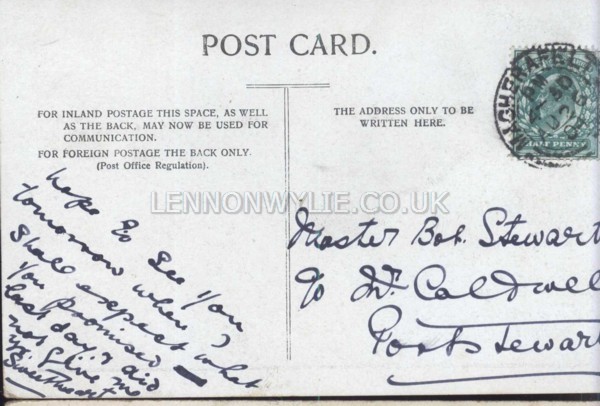 POST CARD.
FOR INLAND POSTAGE THIS SPACE, AS WELL
AS THE BACK, MAY NOW BE USED FOR
COMMUNICATION.
FOR FOREIGN POSTAGE THE BACK ONLY.
(Post Office Regulation).
THE ADDRESS ONLY TO BE
WRITTEN HERE.
MAGHERAFEL
HALF PENNY
LENNONWYLIE.CO.UK
hope to see you
tomorrow when I
shall expect what
you promised
last day &
not give me
Sweetheart
Master Bob. Stewart
c/o Mr. Caldwell
Portstewart